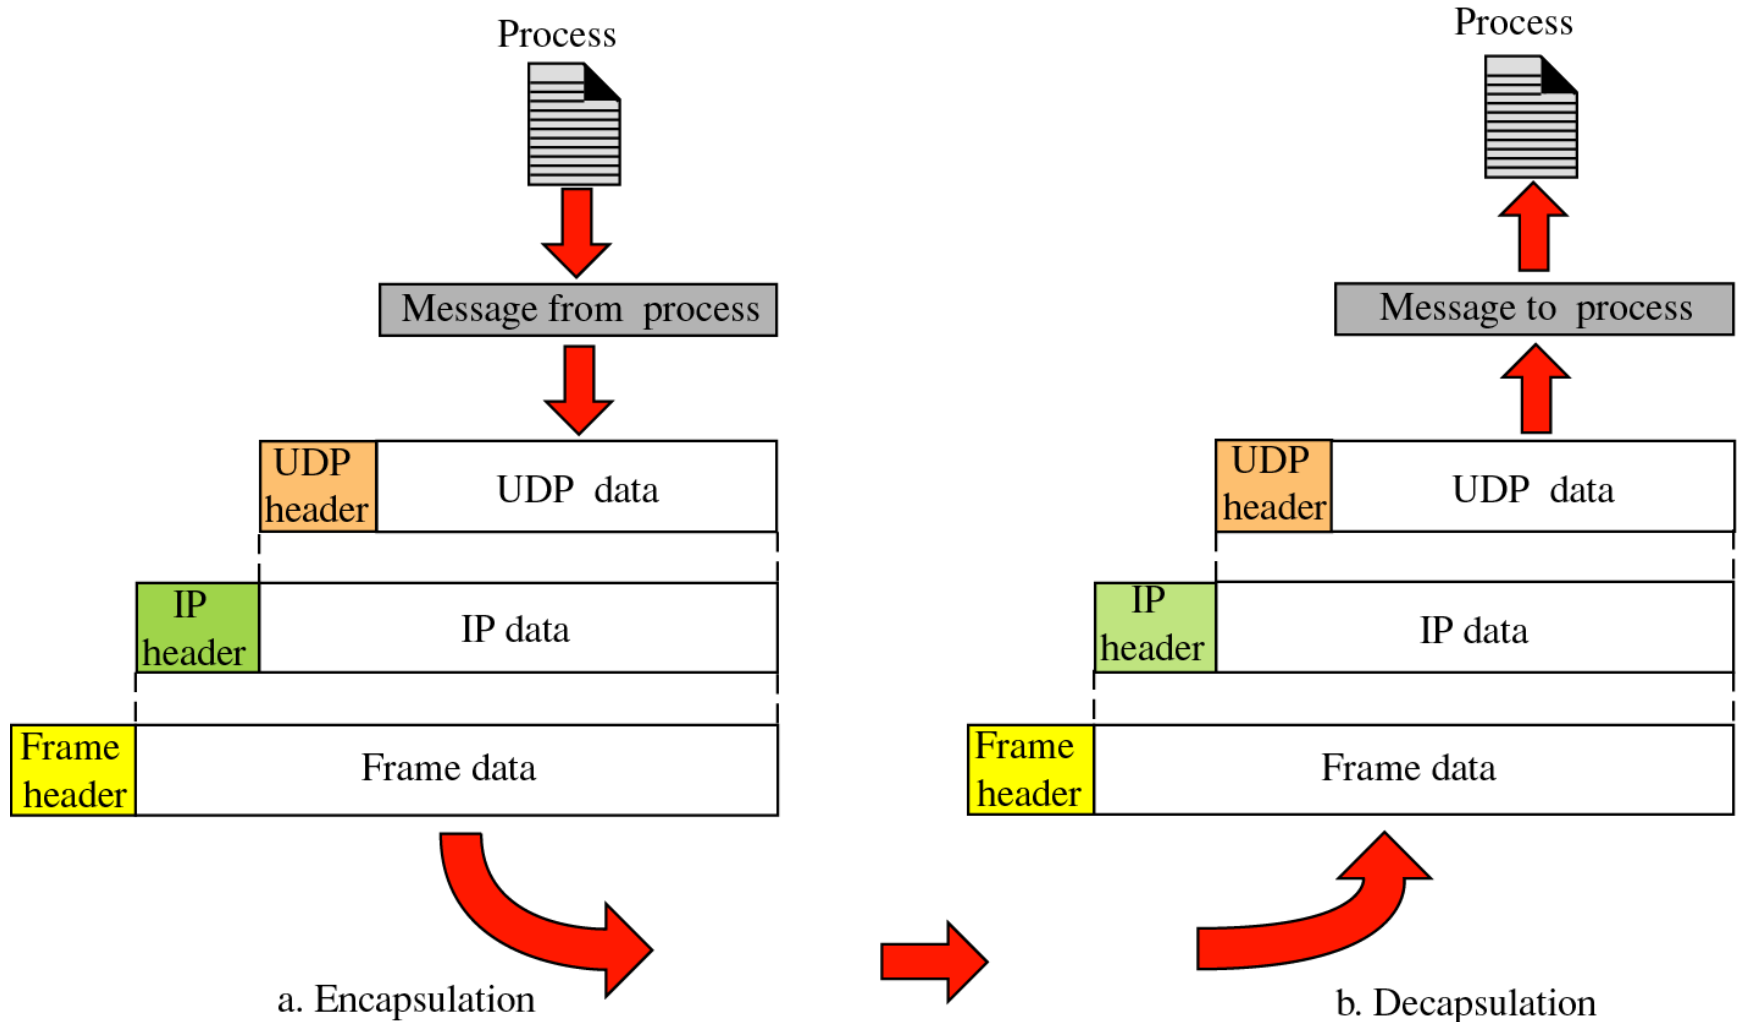 Process
Message from process
UDP
header
UDP data
IP
header
IP data
Frame
header
Frame data
a. Encapsulation
Process
Message to process
UDP
header
UDP data
IP
header
IP data
Frame
header
Frame data
b. Decapsulation